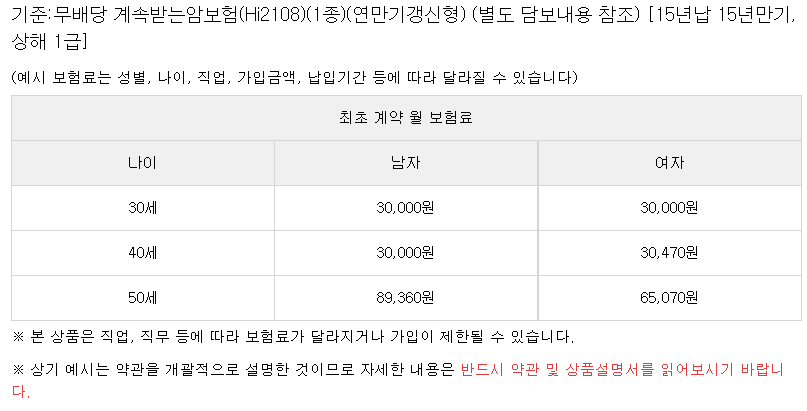 기준:무배당 계속받는암보험(Hi2108)(1종)(연만기갱신형) (별도 담보내용 참조) [15년납 15년만기,
상해 1급]
(예시 보험료는 성별, 나이, 직업, 가입금액, 납입기간 등에 따라 달라질 수 있습니다)
최초 계약 월 보험료
나이 남자 여자
30세 30,000원 30,000원
40세 30,000원 30,470원
50세 89,360원 65,070원
※ 본 상품은 직업, 직무 등에 따라 보험료가 달라지거나 가입이 제한될 수 있습니다.
※ 상기 예시는 약관을 개괄적으로 설명한 것이므로 자세한 내용은 반드시 약관 및 상품설명서를 읽어보시기 바랍니
다.